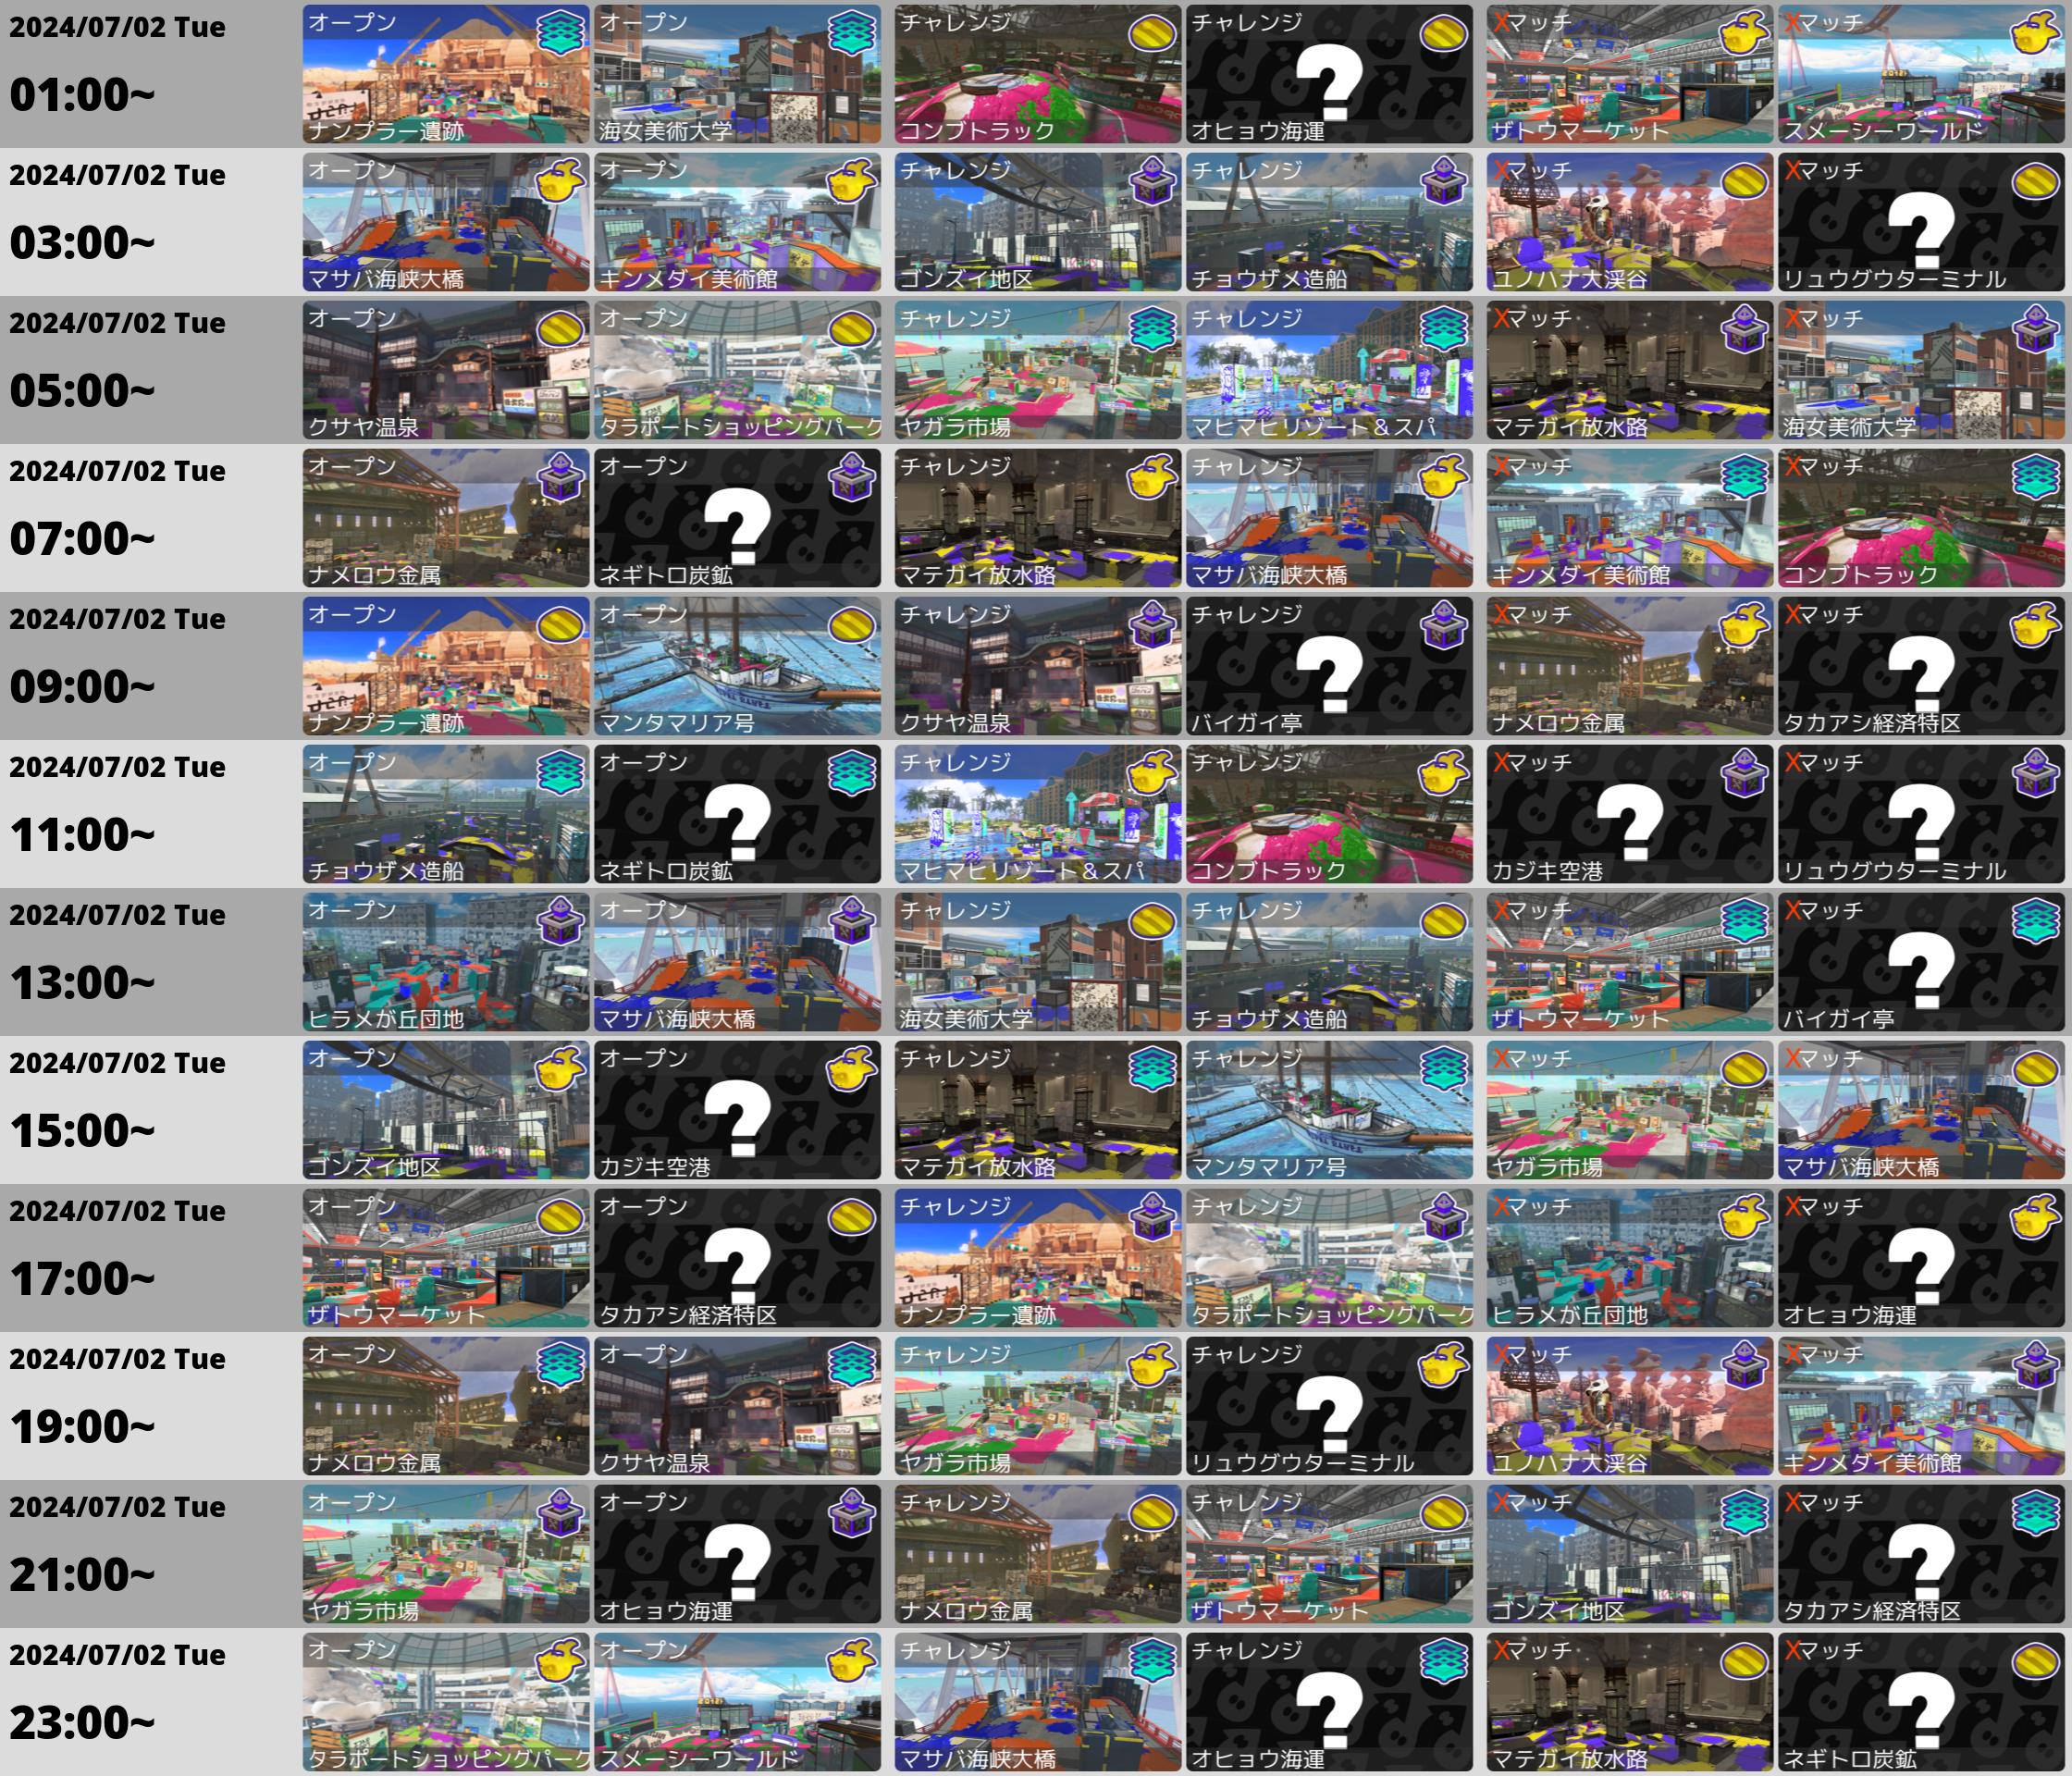 2024/07/02 Tue
01:00~
オープン
ナンプラー遺跡
オープン
海女美術大学
チャレンジ
コンブトラック
チャレンジ
オヒョウ海運
Xマッチ
ザトウマーケット
Xマッチ
スメーシーワールド
2024/07/02 Tue
03:00~
オープン
マサバ海峡大橋
オープン
キンメダイ美術館
チャレンジ
ゴンズイ地区
チャレンジ
チョウザメ造船
Xマッチ
ユノハナ大渓谷
Xマッチ
リュウグウターミナル
2024/07/02 Tue
05:00~
オープン
クサヤ温泉
オープン
タラポートショッピングパーク
チャレンジ
ヤガラ市場
チャレンジ
マヒマヒリゾート＆スパ
Xマッチ
マテガイ放水路
Xマッチ
海女美術大学
2024/07/02 Tue
07:00~
オープン
ナメロウ金属
オープン
ネギトロ炭鉱
チャレンジ
マテガイ放水路
チャレンジ
マサバ海峡大橋
Xマッチ
キンメダイ美術館
Xマッチ
コンブトラック
2024/07/02 Tue
09:00~
オープン
ナンプラー遺跡
オープン
マンタマリア号
チャレンジ
クサヤ温泉
チャレンジ
バイガイ亭
Xマッチ
ナメロウ金属
Xマッチ
タカアシ経済特区
2024/07/02 Tue
11:00~
オープン
チョウザメ造船
オープン
ネギトロ炭鉱
チャレンジ
マヒマヒリゾート＆スパ
チャレンジ
コンブトラック
Xマッチ
カジキ空港
Xマッチ
リュウグウターミナル
2024/07/02 Tue
13:00~
オープン
ヒラメが丘団地
オープン
マサバ海峡大橋
チャレンジ
海女美術大学
チャレンジ
チョウザメ造船
Xマッチ
ザトウマーケット
Xマッチ
バイガイ亭
2024/07/02 Tue
15:00~
オープン
ゴンズイ地区
オープン
カジキ空港
チャレンジ
マテガイ放水路
チャレンジ
マンタマリア号
Xマッチ
ヤガラ市場
Xマッチ
マサバ海峡大橋
2024/07/02 Tue
17:00~
オープン
ザトウマーケット
オープン
タカアシ経済特区
チャレンジ
ナンプラー遺跡
チャレンジ
タラポートショッピングパーク
Xマッチ
ヒラメが丘団地
Xマッチ
オヒョウ海運
2024/07/02 Tue
19:00~
オープン
ナメロウ金属
オープン
クサヤ温泉
チャレンジ
ヤガラ市場
チャレンジ
リュウグウターミナル
Xマッチ
ユノハナ大渓谷
Xマッチ
キンメダイ美術館
2024/07/02 Tue
21:00~
オープン
ヤガラ市場
オープン
オヒョウ海運
チャレンジ
ナメロウ金属
チャレンジ
ザトウマーケット
Xマッチ
ゴンズイ地区
Xマッチ
タカアシ経済特区
2024/07/02 Tue
23:00~
オープン
タラポートショッピングパーク
オープン
スメーシーワールド
チャレンジ
マサバ海峡大橋
チャレンジ
オヒョウ海運
Xマッチ
マテガイ放水路
Xマッチ
ネギトロ炭鉱